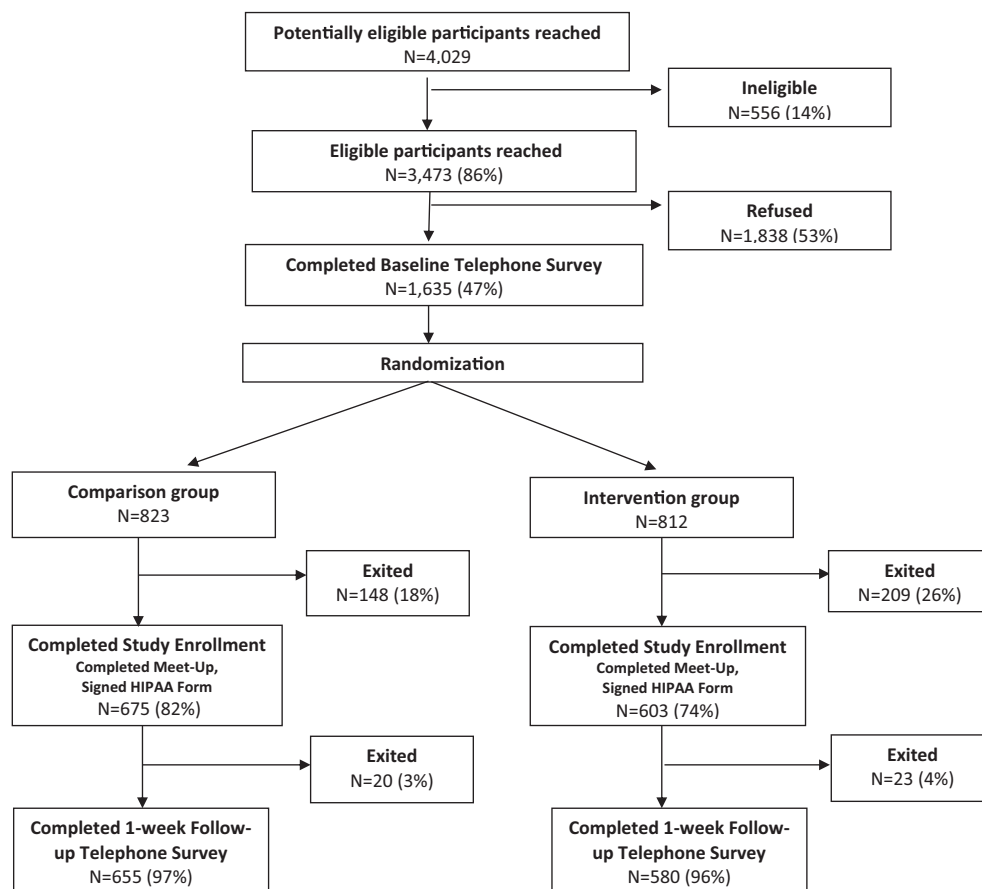 Potentially eligible participants reached
N=4,029
Ineligible
N=556 (14%)
Eligible participants reached
N=3,473 (86%)
Refused
N=1,838 (53%)
Completed Baseline Telephone Survey
N=1,635 (47%)
Randomization
Comparison group
N=823
Intervention group
N=812
Exited
N=148 (18%)
Exited
N=209 (26%)
Completed Study Enrollment
Completed Meet-Up,
Signed HIPAA Form
N=675 (82%)
Completed Study Enrollment
Completed Meet-Up,
Signed HIPAA Form
N=603 (74%)
Exited
N=20 (3%)
Exited
N=23 (4%)
Completed 1-week Follow-
up Telephone Survey
N=655 (97%)
Completed 1-week Follow-
up Telephone Survey
N=580 (96%)